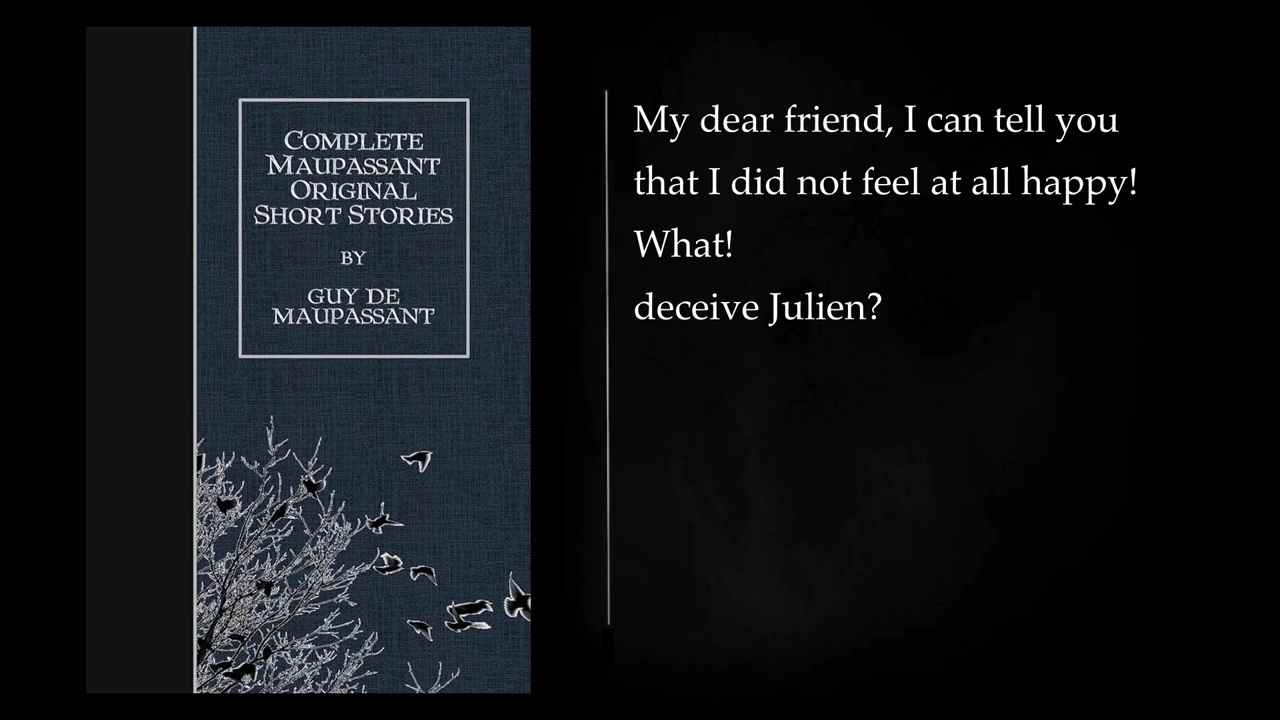 COMPLETE
MAUPASSANT
ORIGINAL
SHORT STORIES
BY
GUY DE
MAUPASSANT
My dear friend, I can tell you
that I did not feel at all happy!
What!
deceive Julien?